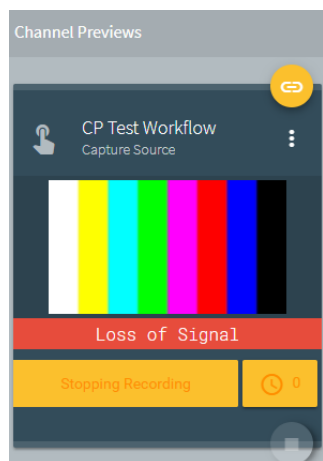 Channel Previews
CP Test Workflow
Capture Source
Loss of Signal
Stopping Recording
0